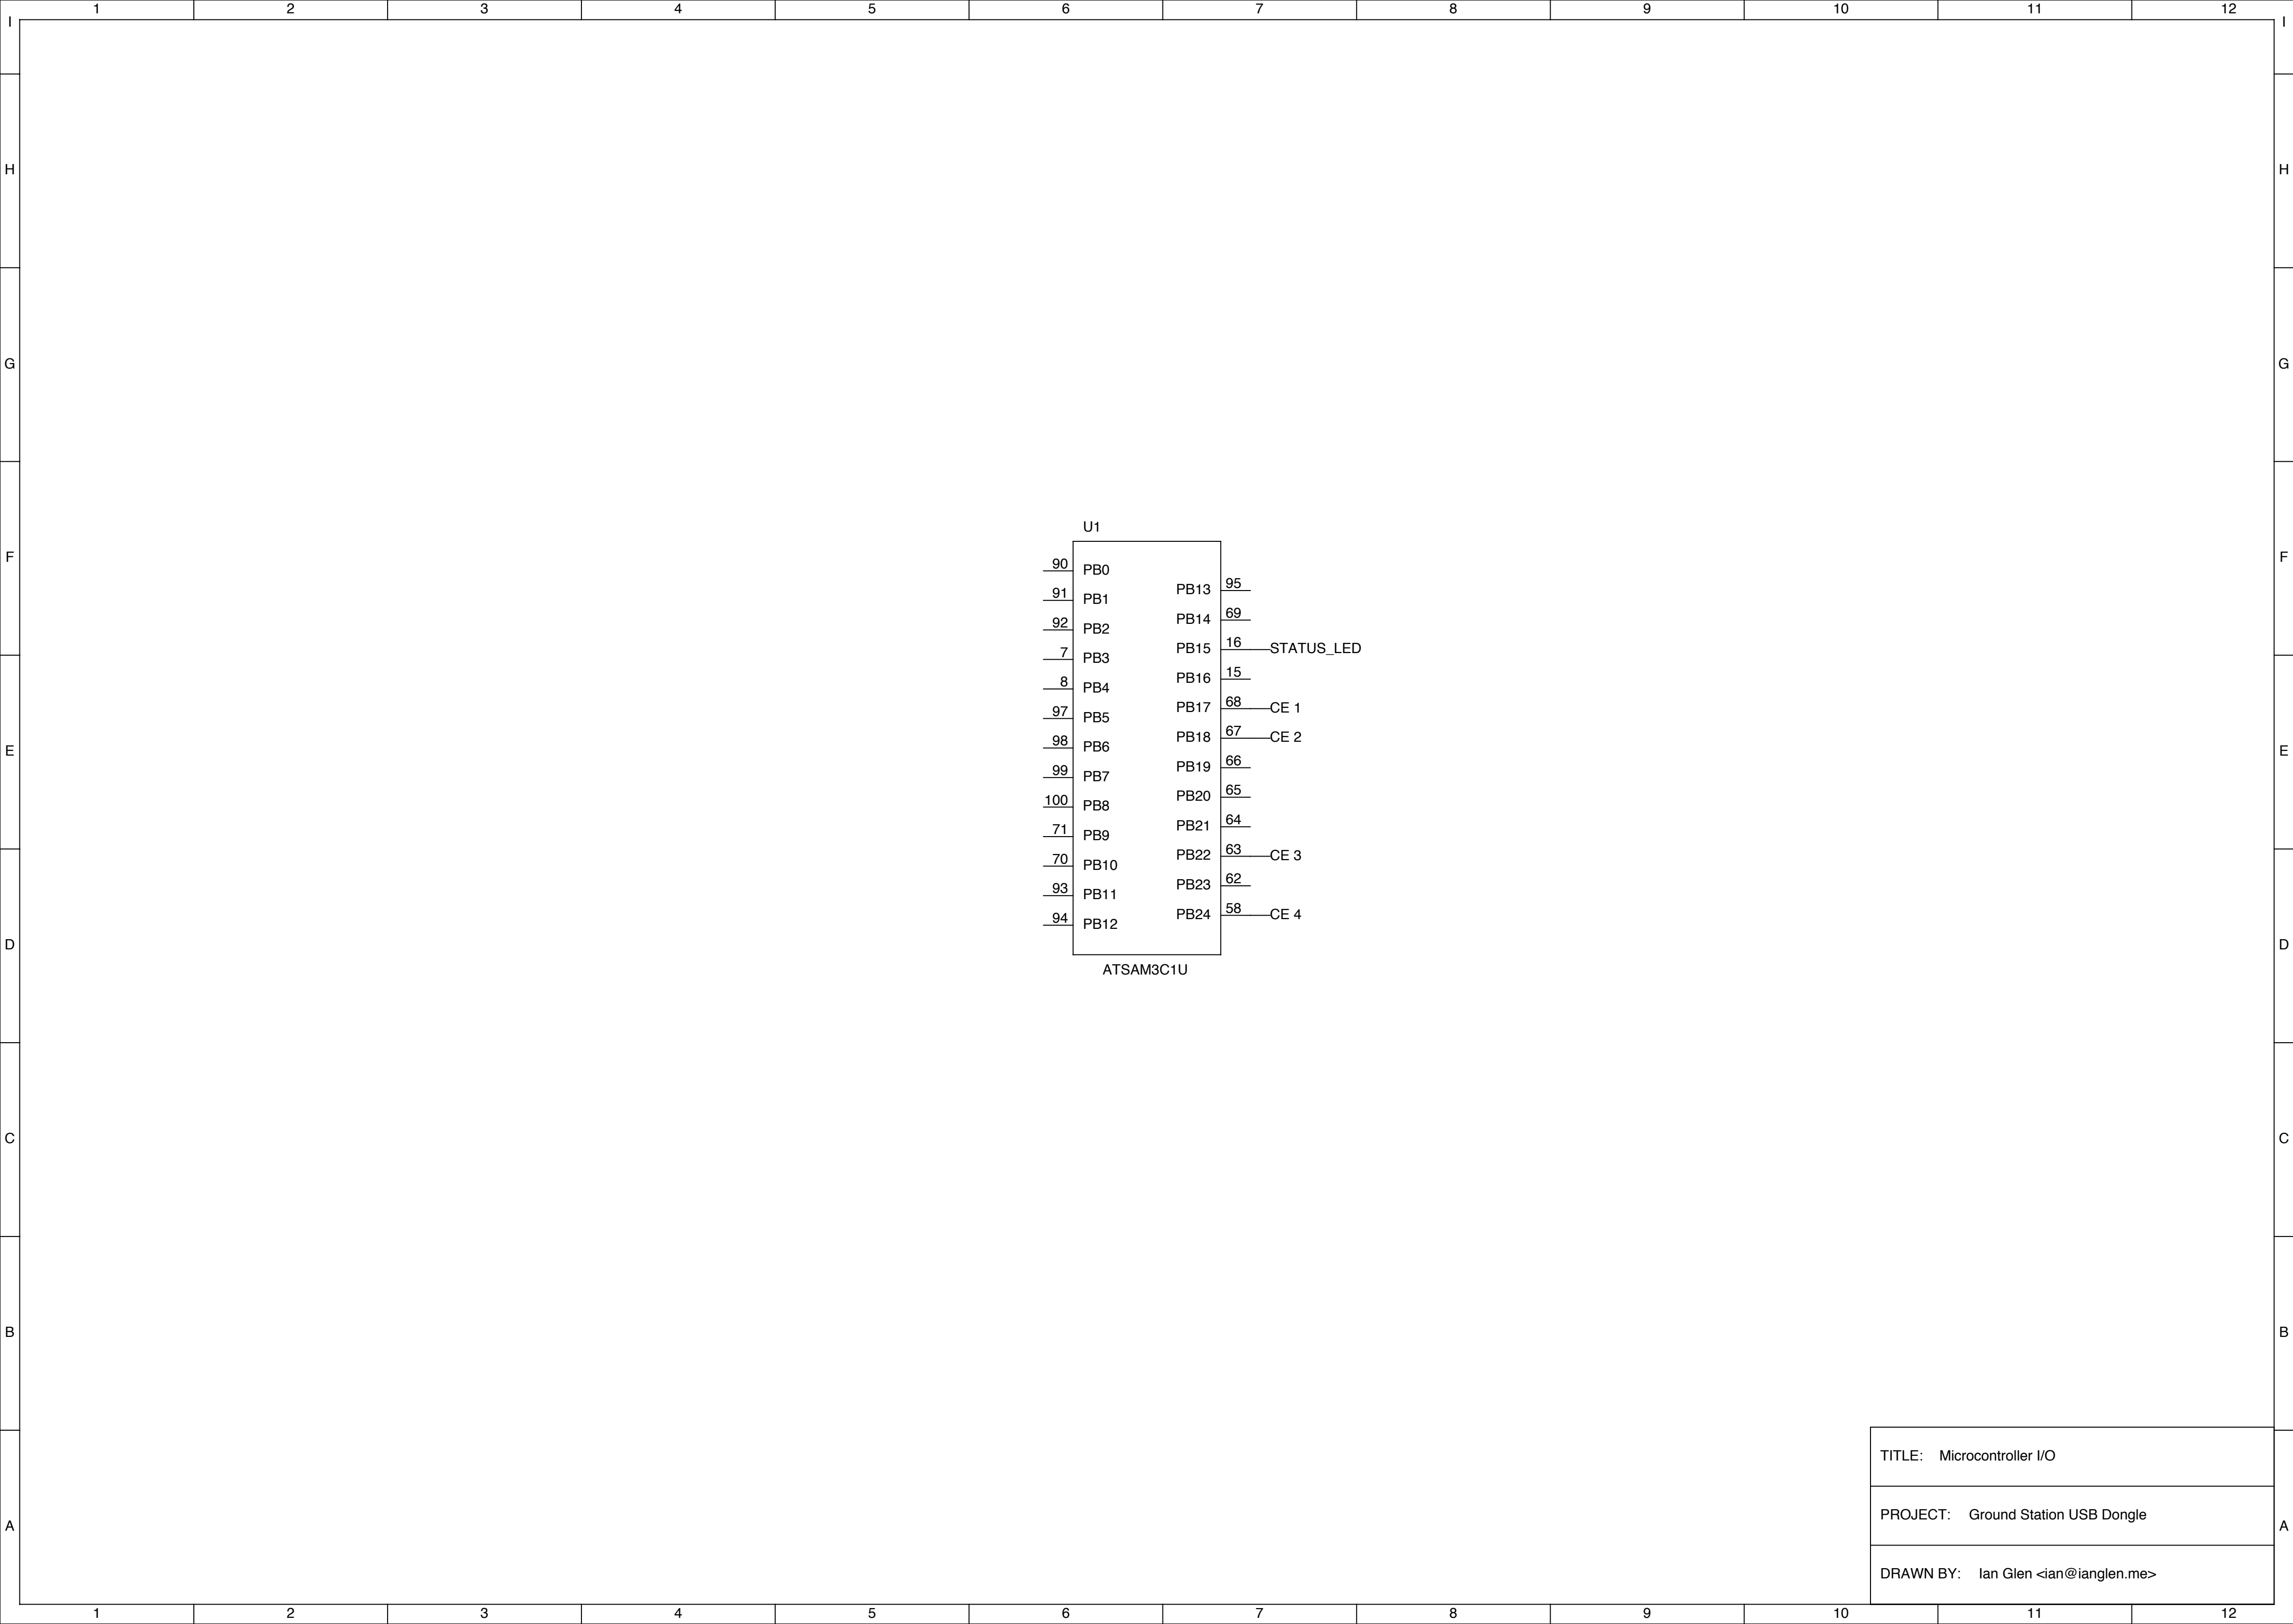 1 2 3 4 5 6 7 8 9 10 11 12
I I
H H
G G
F F
E E
D D
C C
B B
A A
U1
90 PB0
91 PB1
92 PB2
7 PB3
8 PB4
97 PB5
98 PB6
99 PB7
100 PB8
71 PB9
70 PB10
93 PB11
94 PB12
PB13 95
PB14 69
PB15 16 STATUS_LED
PB16 15
PB17 68 CE 1
PB18 67 CE 2
PB19 66
PB20 65
PB21 64
PB22 63 CE 3
PB23 62
PB24 58 CE 4
ATSAM3C1U
TITLE: Microcontroller I/O
PROJECT: Ground Station USB Dongle
DRAWN BY: Ian Glen <ian@ianglen.me>
1 2 3 4 5 6 7 8 9 10 11 12